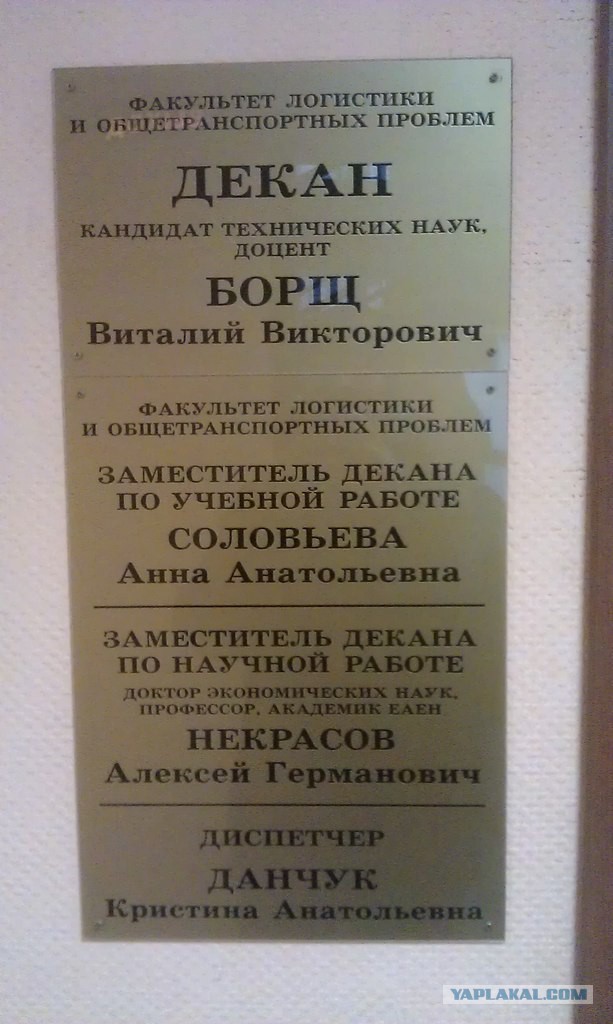 ФАКУЛЬТЕТ ЛОГИСТИКИ
И ОБЩЕТРАНСПОРТНЫХ ПРОБЛЕМ
ДЕКАН
КАНДИДАТ ТЕХНИЧЕСКИХ НАУК,
ДОЦЕНТ
БОРЩ
Виталий Викторович
ФАКУЛЬТЕТ ЛОГИСТИКИ
И ОБЩЕТРАНСПОРТНЫХ ПРОБЛЕМ
ЗАМЕСТИТЕЛЬ ДЕКАНА
ПО УЧЕБНОЙ РАБОТЕ
СОЛОВЬЕВА
Анна Анатольевна
ЗАМЕСТИТЕЛЬ ДЕКАНА
ПО НАУЧНОЙ РАБОТЕ
ДОКТОР ЭКОНОМИЧЕСКИХ НАУК,
ПРОФЕССОР, АКАДЕМИК ЕАЕН
НЕКРАСОВ
Алексей Германович
ДИСПЕТЧЕР
ДАНЧУК
Кристина Анатольевна
YAPLAKAL.COM